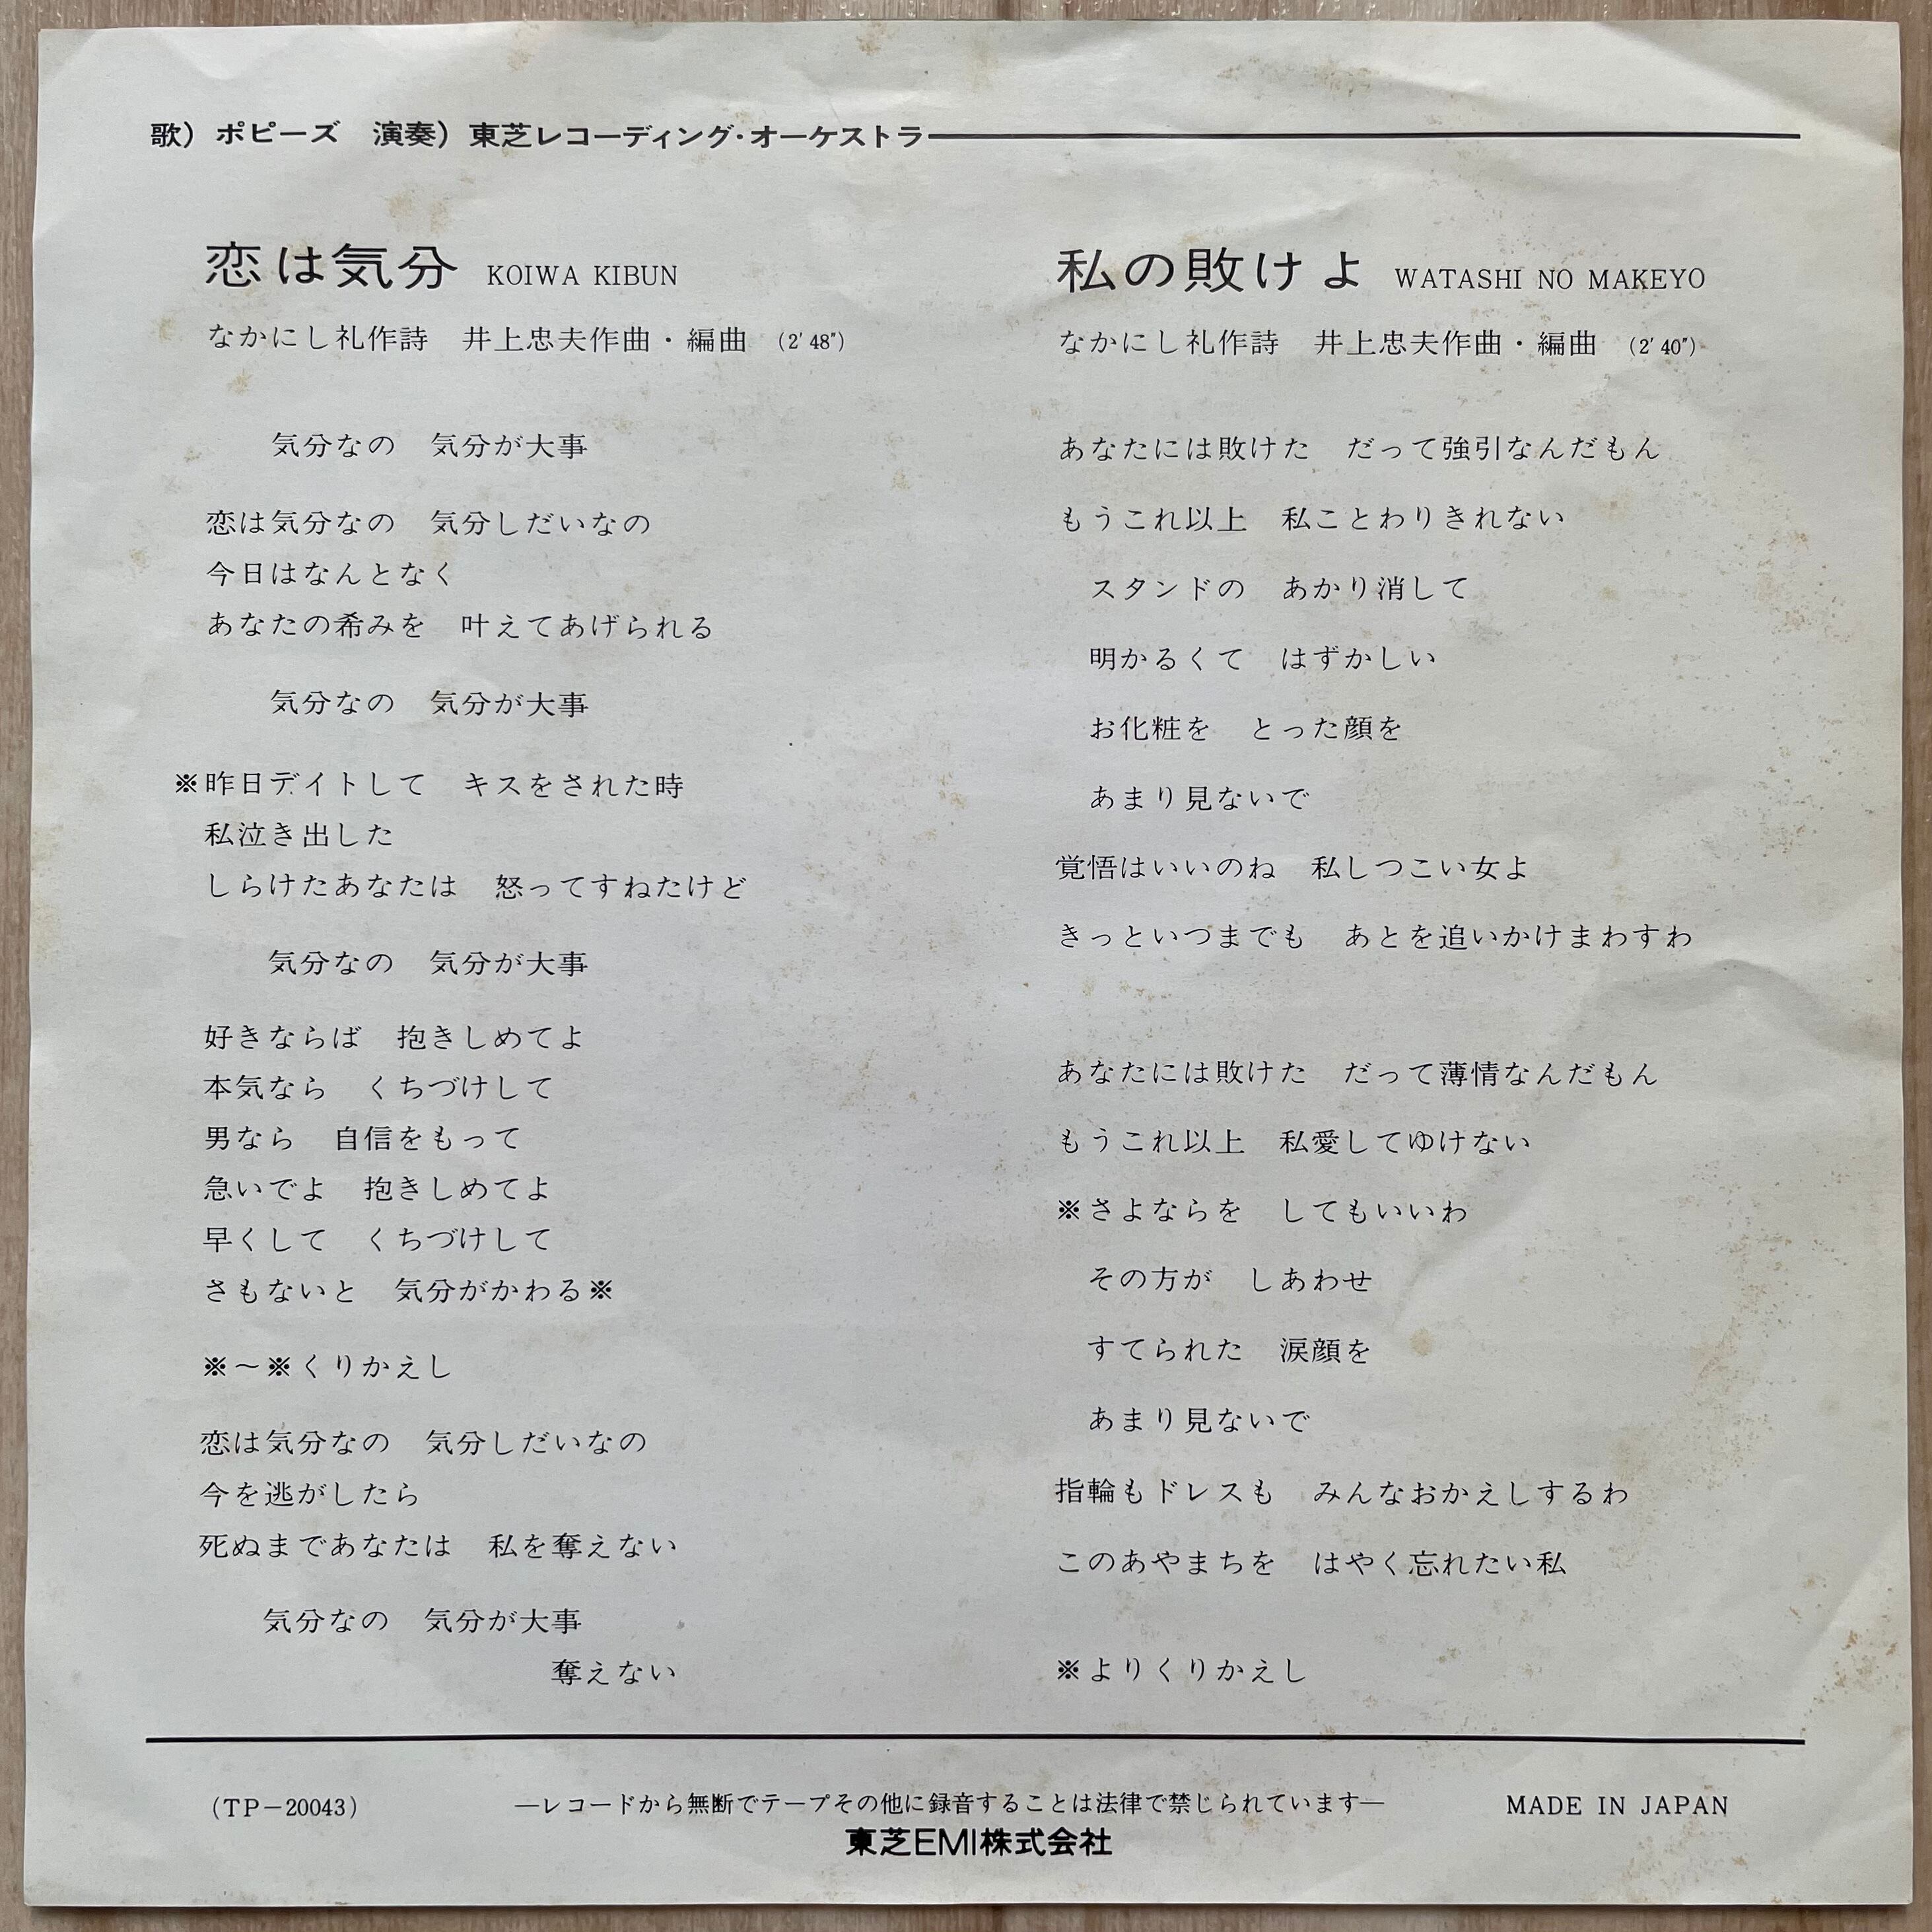 歌）ポピーズ　演奏）東芝レコーディング・オーケストラ
恋は気分　KOIWA KIBUN
なかにし礼作詩　井上忠夫作曲・編曲　(2′48″)
気分なの　気分が大事
恋は気分なの　気分しだいなの
今日はなんとなく
あなたの希みを　叶えてあげられる
気分なの　気分が大事
※昨日デイトして　キスをされた時
私泣き出した
しらけたあなたは　怒ってすねたけど
気分なの　気分が大事
好きならば　抱きしめてよ
本気なら　くちづけして
男なら　自信をもって
急いでよ　抱きしめてよ
早くして　くちづけして
さもないと　気分がかわる※
※〜※くりかえし
恋は気分なの　気分しだいなの
今を逃がしたら
死ぬまであなたは　私を奪えない
気分なの　気分が大事
奪えない
私の敗けよ　WATASHI NO MAKEYO
なかにし礼作詩　井上忠夫作曲・編曲　(2′40″)
あなたには敗けた　だって強引なんだもん
もうこれ以上　私ことわりきれない
スタンドの　あかり消して
明かるくて　はずかしい
お化粧を　とった顔を
あまり見ないで
覚悟はいいのね　私しつこい女よ
きっといつまでも　あとを追いかけまわすわ
あなたには敗けた　だって薄情なんだもん
もうこれ以上　私愛してゆけない
※さよならを　してもいいわ
その方が　しあわせ
すてられた　涙顔を
あまり見ないで
指輪もドレスも　みんなおかえしするわ
このあやまちを　はやく忘れたい私
※よりくりかえし
(TP－20043)
—レコードから無断でテープその他に録音することは法律で禁じられています—
MADE IN JAPAN
東芝EMI株式会社